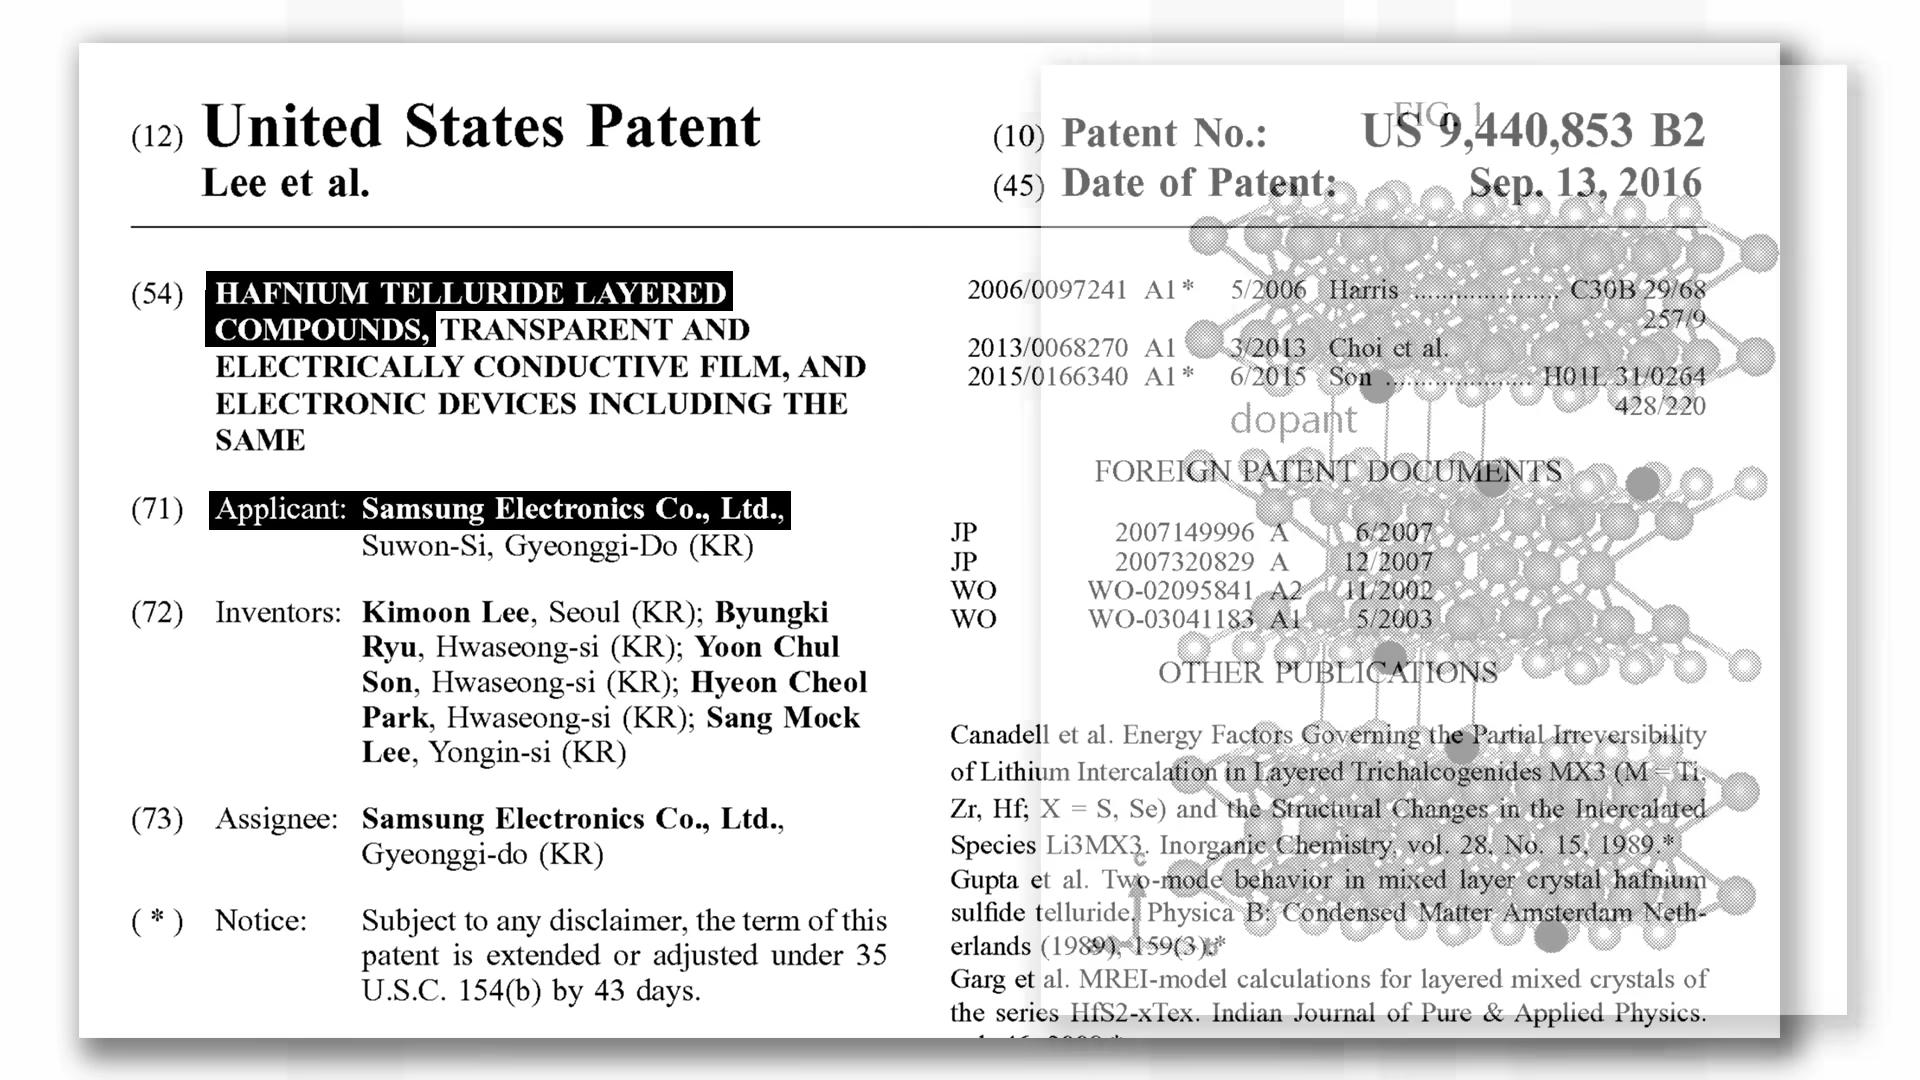 (12) United States Patent
Lee et al.
(10) Patent No.: US 9,440,853 B2
(45) Date of Patent: Sep. 13, 2016
FIG. 1
(54) HAFNIUM TELLURIDE LAYERED
COMPOUNDS, TRANSPARENT AND
ELECTRICALLY CONDUCTIVE FILM, AND
ELECTRONIC DEVICES INCLUDING THE
SAME
(71) Applicant: Samsung Electronics Co., Ltd.,
Suwon-Si, Gyeonggi-Do (KR)
(72) Inventors: Kimoon Lee, Seoul (KR); Byungki
Ryu, Hwaseong-si (KR); Yoon Chul
Son, Hwaseong-si (KR); Hyeon Cheol
Park, Hwaseong-si (KR); Sang Mock
Lee, Yongin-si (KR)
(73) Assignee: Samsung Electronics Co., Ltd.,
Gyeonggi-do (KR)
( * ) Notice: Subject to any disclaimer, the term of this
patent is extended or adjusted under 35
U.S.C. 154(b) by 43 days.
2006/0097241 A1* 5/2006 Harris ..................... C30B 29/68
257/9
2013/0068270 A1 3/2013 Choi et al.
2015/0166340 A1* 6/2015 Son ..................... H01L 31/0264
428/220
dopant
FOREIGN PATENT DOCUMENTS
JP 2007149996 A 6/2007
JP 2007320829 A 12/2007
WO WO-02095841 A2 11/2002
WO WO-03041183 A1 5/2003
OTHER PUBLICATIONS
Canadell et al. Energy Factors Governing the Partial Irreversibility
of Lithium Intercalation in Layered Trichalcogenides MX3 (M = Ti,
Zr, Hf; X = S, Se) and the Structural Changes in the Intercalated
Species Li3MX3. Inorganic Chemistry, vol. 28, No. 15, 1989.*
Gupta et al. Two-mode behavior in mixed layer crystal hafnium
sulfide telluride. Physica B: Condensed Matter Amsterdam Neth-
erlands (1989), 159(3).*
Garg et al. MREI-model calculations for layered mixed crystals of
the series HfS2-xTex. Indian Journal of Pure & Applied Physics.
c